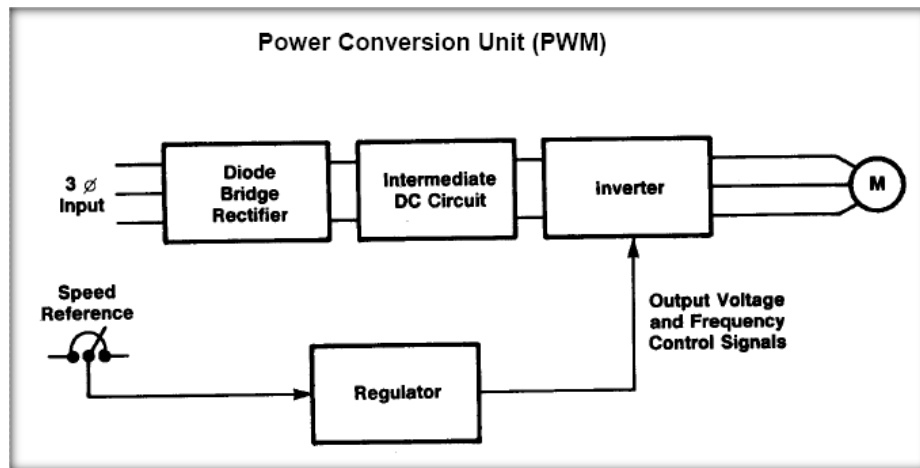 Power Conversion Unit (PWM)
3 ∅
Input
Diode
Bridge
Rectifier
Intermediate
DC Circuit
Inverter
M
Speed
Reference
Output Voltage
and Frequency
Control Signals
Regulator